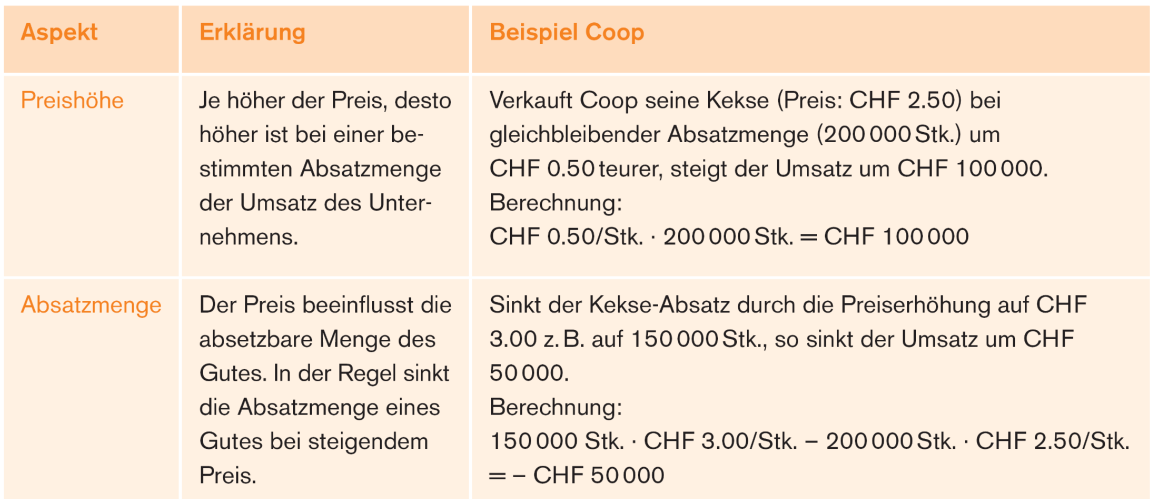 Aspekt
Erklärung
Beispiel Coop
Preishöhe
Je höher der Preis, desto
höher ist bei einer be-
stimmten Absatzmenge
der Umsatz des Unter-
nehmens.
Verkauft Coop seine Kekse (Preis: CHF 2.50) bei
gleichbleibender Absatzmenge (200 000 Stk.) um
CHF 0.50 teurer, steigt der Umsatz um CHF 100 000.
Berechnung:
CHF 0.50/Stk. · 200 000 Stk. = CHF 100 000
Absatzmenge
Der Preis beeinflusst die
absetzbare Menge des
Gutes. In der Regel sinkt
die Absatzmenge eines
Gutes bei steigendem
Preis.
Sinkt der Kekse-Absatz durch die Preiserhöhung auf CHF
3.00 z. B. auf 150 000 Stk., so sinkt der Umsatz um CHF
50 000.
Berechnung:
150 000 Stk. · CHF 3.00/Stk. – 200 000 Stk. · CHF 2.50/Stk.
= – CHF 50 000